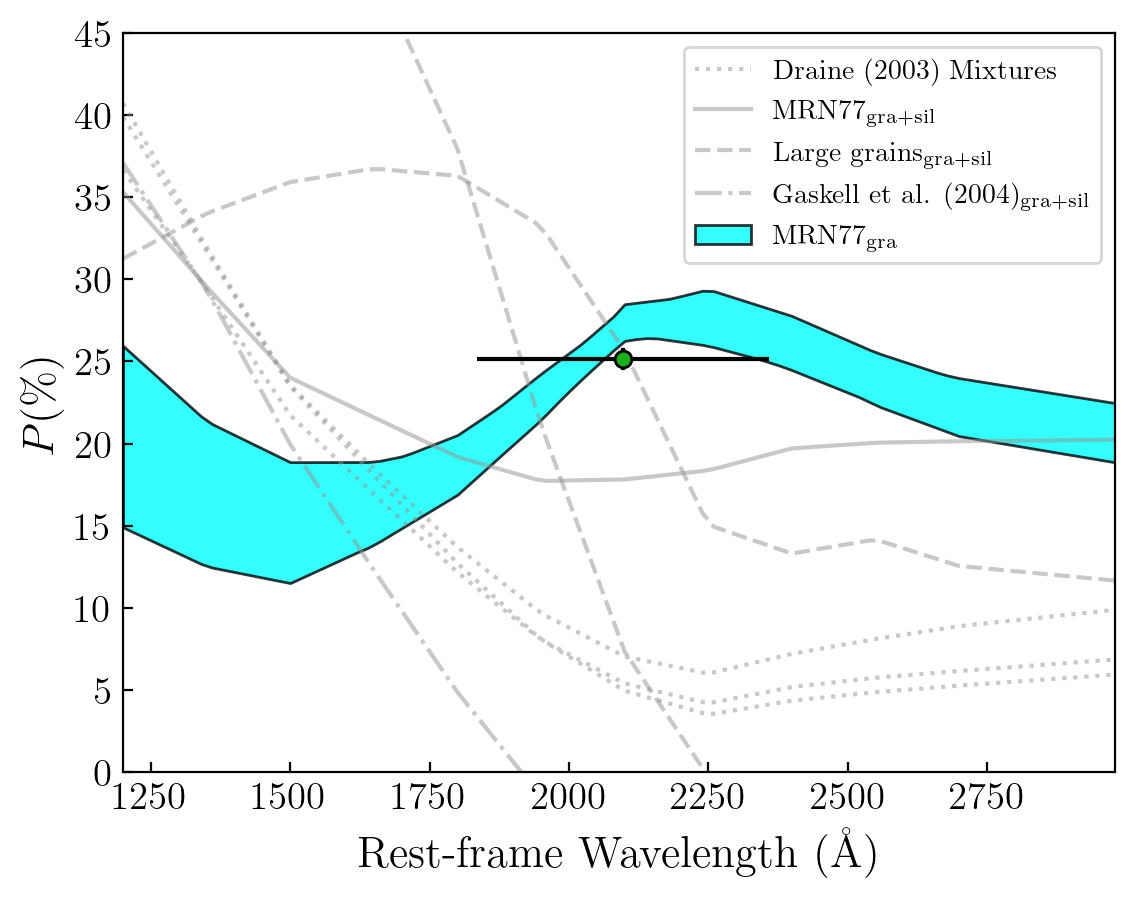 45
40
35
30
25
20
15
10
5
0
P(%)
1250 1500 1750 2000 2250 2500 2750
Rest-frame Wavelength (Å)
Draine (2003) Mixtures
MRN77gra+sil
Large grainsgra+sil
Gaskell et al. (2004)gra+sil
MRN77gra